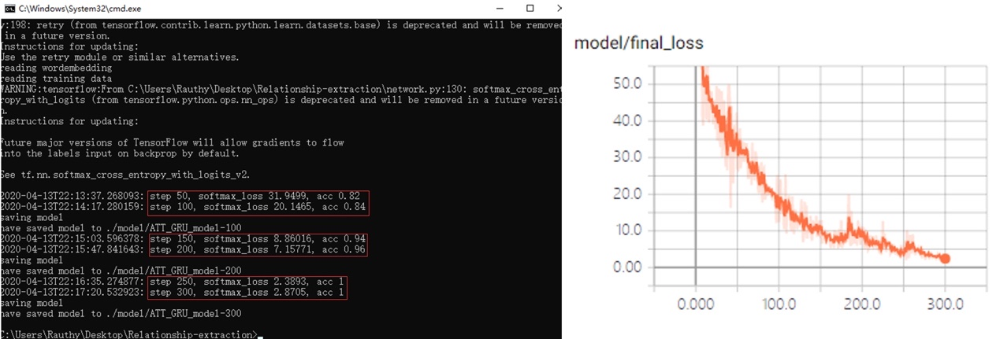 C:\Windows\System32\cmd.exe
y:198: retry (from tensorflow.contrib.learn.python.learn.datasets.base) is deprecated and will be removed
in a future version.
Instructions for updating:
Use the retry module or similar alternatives.
reading wordembedding
reading training data
WARNING:tensorflow:From C:\Users\Rauthy\Desktop\Relationship-extraction\network.py:130: softmax_cross_ent
ropy_with_logits (from tensorflow.python.ops.nn_ops) is deprecated and will be removed in a future versio
n.
Instructions for updating:
Future major versions of TensorFlow will allow gradients to flow
into the labels input on backprop by default.
See tf.nn.softmax_cross_entropy_with_logits_v2.
2020-04-13T22:13:37.268093: step 50, softmax_loss 31.9499, acc 0.82
2020-04-13T22:14:17.280159: step 100, softmax_loss 20.1465, acc 0.84
saving model
have saved model to ./model/ATT_GRU_model-100
2020-04-13T22:15:03.596378: step 150, softmax_loss 8.86016, acc 0.94
2020-04-13T22:15:47.841643: step 200, softmax_loss 7.15771, acc 0.96
saving model
have saved model to ./model/ATT_GRU_model-200
2020-04-13T22:16:35.274877: step 250, softmax_loss 2.3893, acc 1
2020-04-13T22:17:20.532923: step 300, softmax_loss 2.8705, acc 1
saving model
have saved model to ./model/ATT_GRU_model-300
C:\Users\Rauthy\Desktop\Relationship-extraction>
model/final_loss
50.0
40.0
30.0
20.0
10.0
0.00
0.000 100.0 200.0 300.0